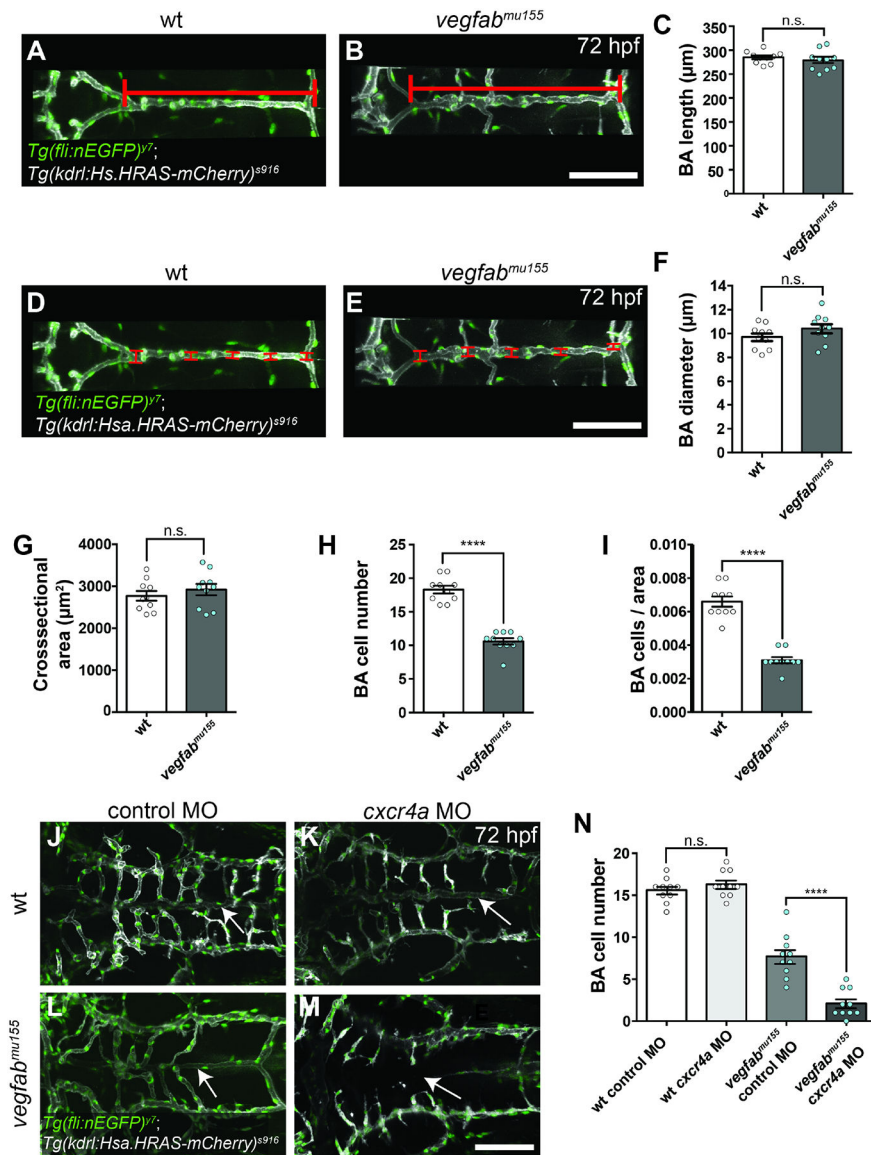 wt
vegfab^mu155
A
B
72 hpf
Tg(fli:nEGFP)^y7;
Tg(kdrl:Hs.HRAS-mCherry)^s916
C
n.s.
BA length (µm)
350
300
250
200
150
100
50
0
wt
vegfab^mu155
wt
vegfab^mu155
D
E
72 hpf
Tg(fli:nEGFP)^y7;
Tg(kdrl:Hsa.HRAS-mCherry)^s916
F
n.s.
BA diameter (µm)
14
12
10
8
6
4
2
0
wt
vegfab^mu155
G
n.s.
Crosssectional
area (µm²)
4000
3000
2000
1000
0
wt
vegfab^mu155
H
****
BA cell number
25
20
15
10
5
0
wt
vegfab^mu155
I
****
BA cells / area
0.010
0.008
0.006
0.004
0.002
0.000
wt
vegfab^mu155
control MO
cxcr4a MO
wt
J
K
72 hpf
vegfab^mu155
L
M
E
Tg(fli:nEGFP)^y7;
Tg(kdrl:Hsa.HRAS-mCherry)^s916
N
n.s.
****
BA cell number
20
15
10
5
0
wt control MO
wt cxcr4a MO
vegfab^mu155
control MO
vegfab^mu155
cxcr4a MO